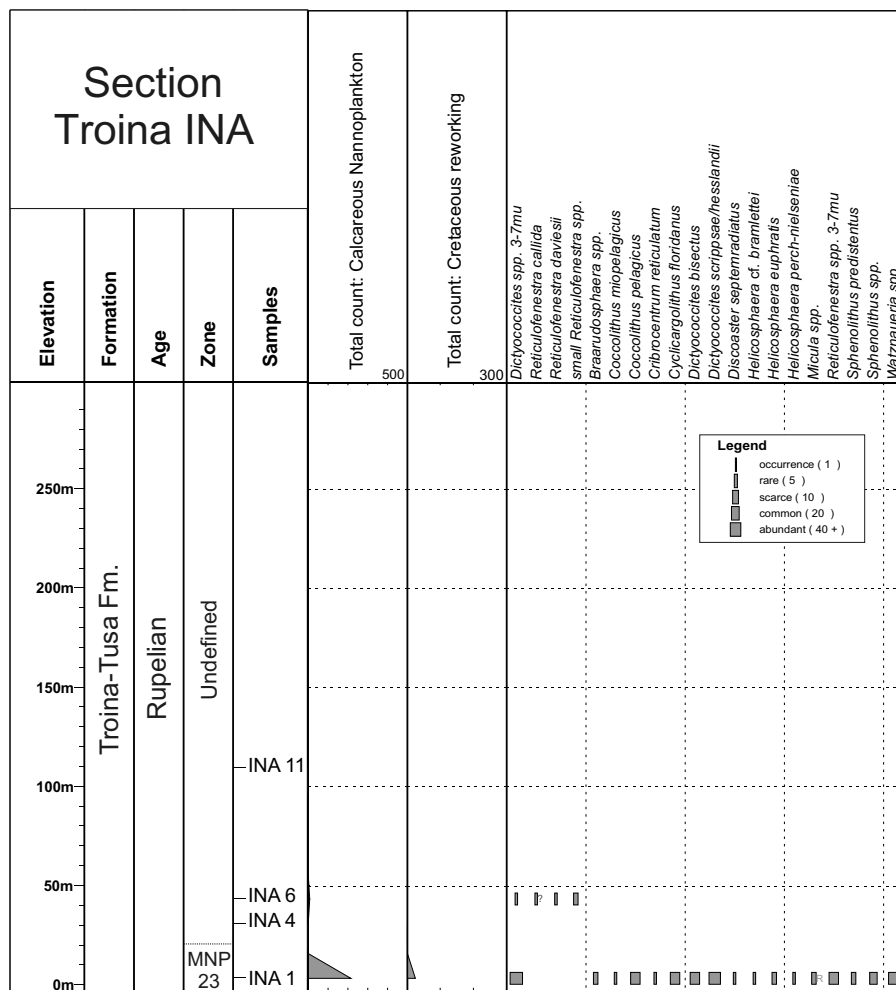 Section
Troina INA
Elevation
Formation
Age
Zone
Samples
Total count: Calcareous Nannoplankton
500
Total count: Cretaceous reworking
300
Dictyococcites spp. 3-7mu
Reticulofenestra callida
Reticulofenestra daviesii
small Reticulofenestra spp.
Braarudosphaera spp.
Coccolithus miopelagicus
Coccolithus pelagicus
Cribrocentrum reticulatum
Cyclicargolithus floridanus
Dictyococcites bisectus
Dictyococcites scrippsae/hesslandii
Discoaster septemradiatus
Helicosphaera cf. bramlettei
Helicosphaera euphratis
Helicosphaera perch-nielseniae
Micula spp.
Reticulofenestra spp. 3-7mu
Sphenolithus predistentus
Sphenolithus spp.
Watznaueria spp.
Legend
occurrence ( 1 )
rare ( 5 )
scarce ( 10 )
common ( 20 )
abundant ( 40 + )
250m
200m
150m
100m
50m
0m
Troina-Tusa Fm.
Rupelian
Undefined
MNP
23
INA 11
INA 6
INA 4
INA 1
?
R